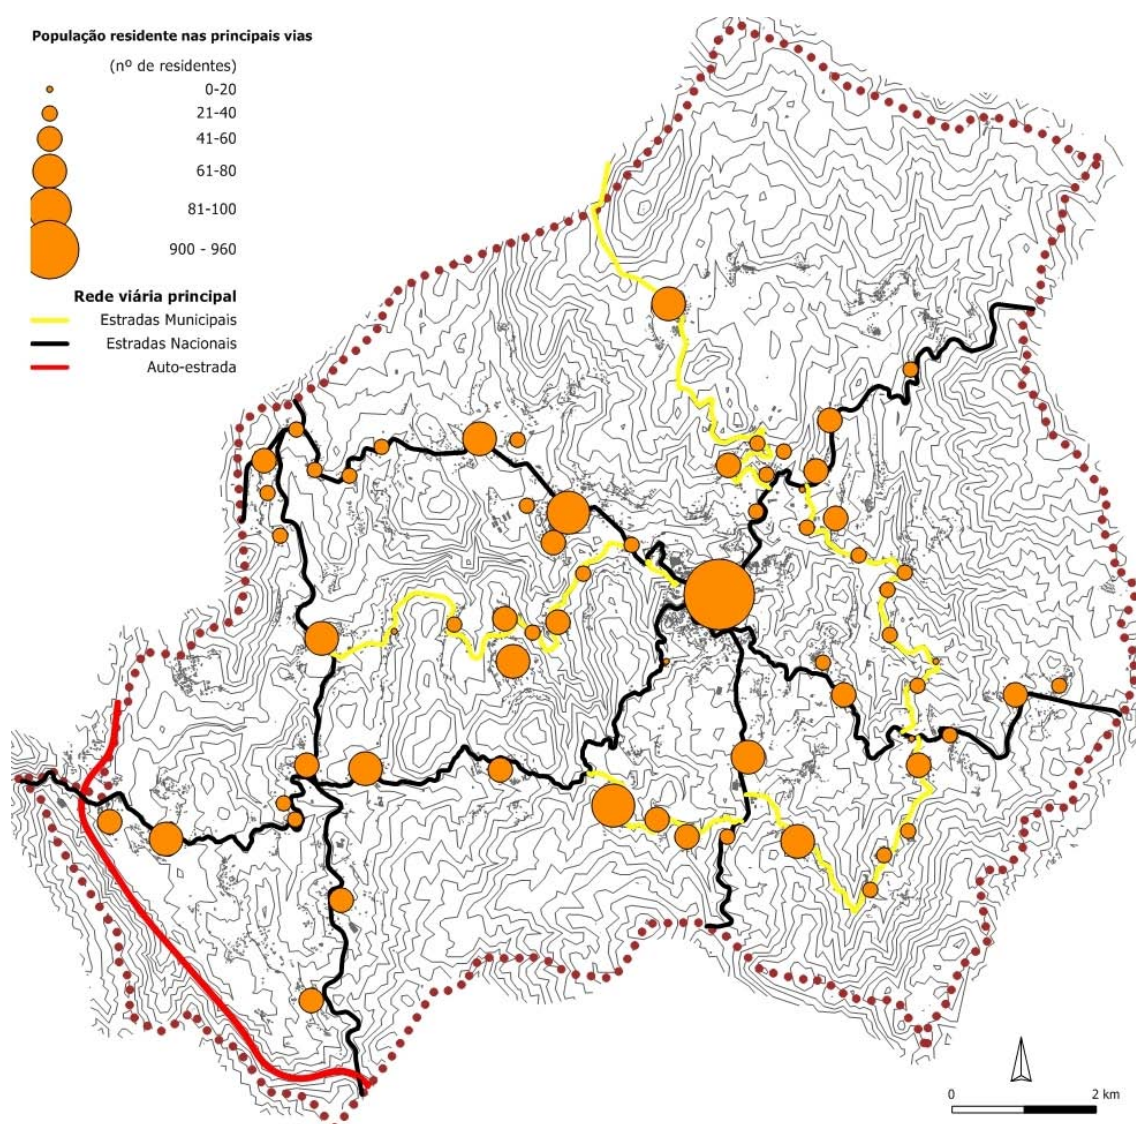 População residente nas principais vias
(nº de residentes)
0-20
21-40
41-60
61-80
81-100
900 - 960
Rede viária principal
Estradas Municipais
Estradas Nacionais
Auto-estrada
0 2 km